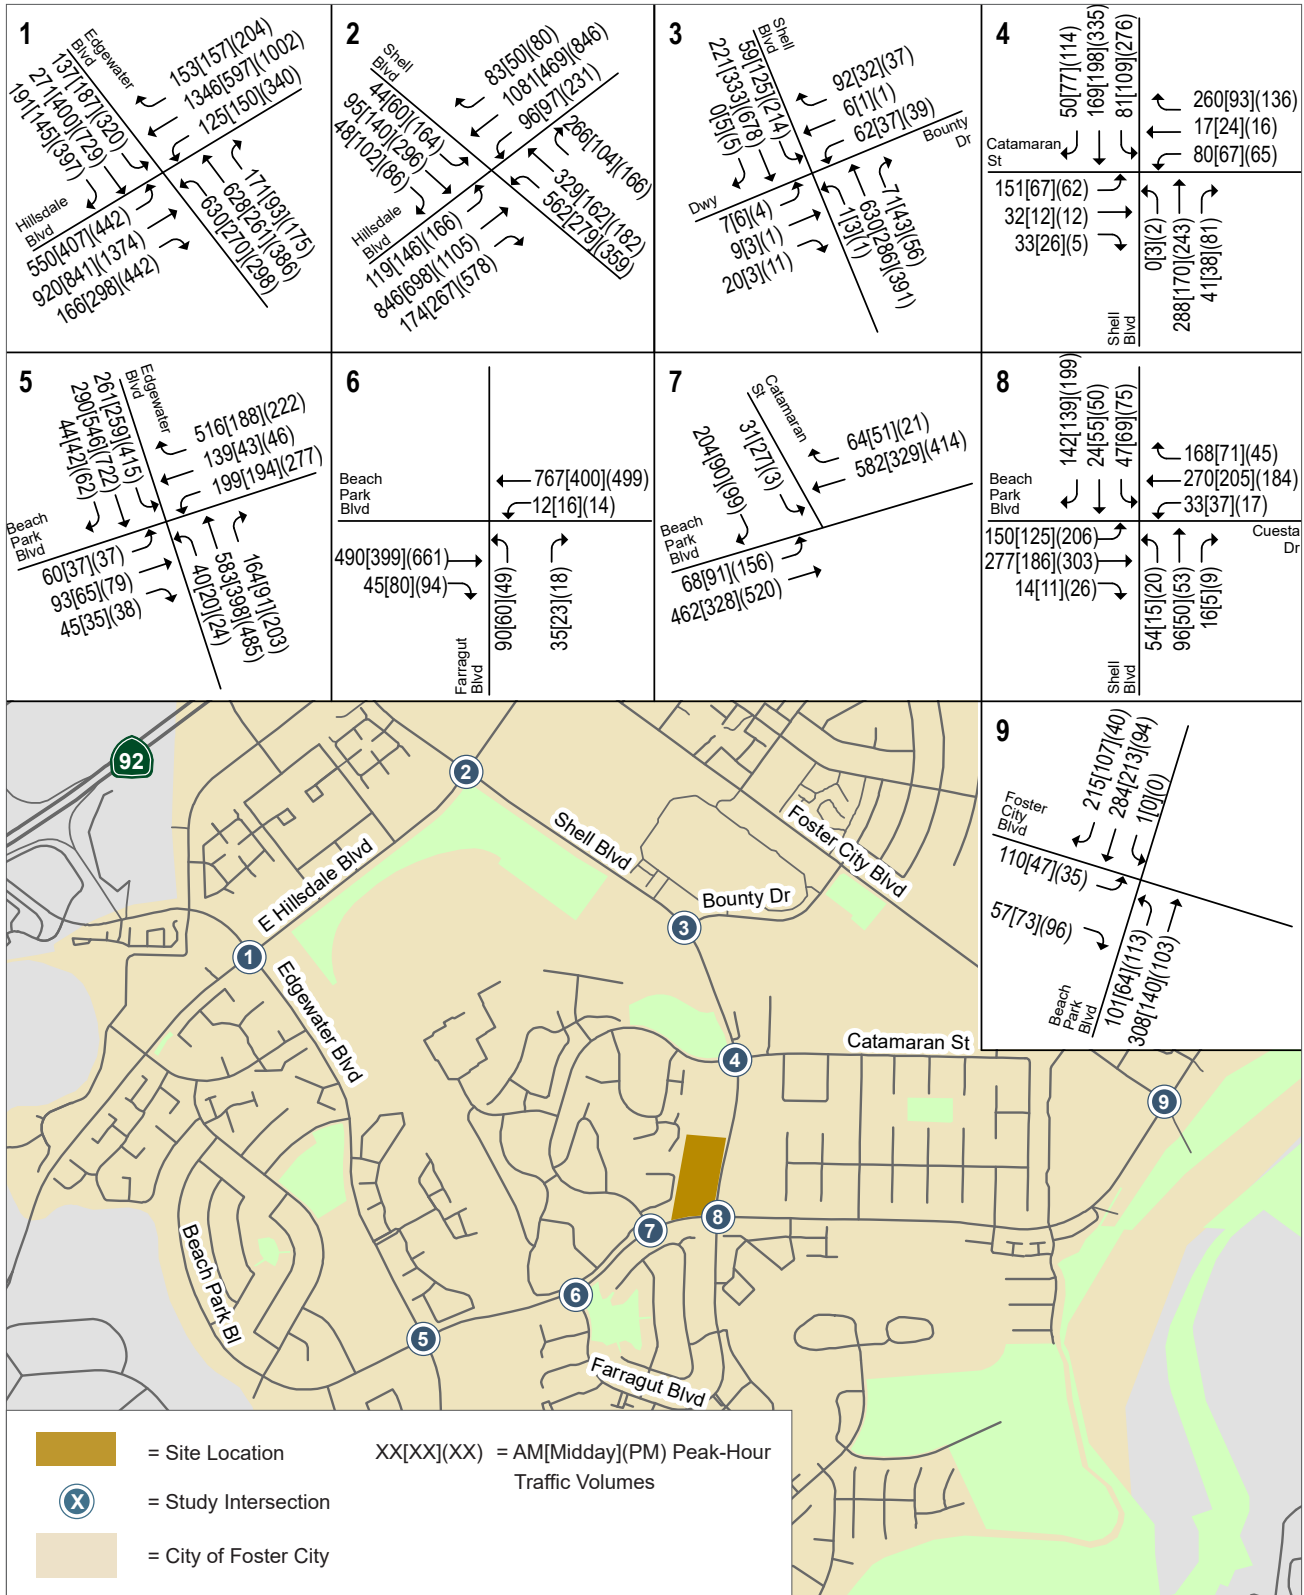 1
Edgewater
Blvd
137[187](320)
271[400](729)
191[145](397)
153[157](204)
1346[597](1002)
125[150](340)
Hillsdale
Blvd
550[407](442)
920[841](1374)
166[298](442)
171[93](175)
628[261](386)
630[270](298)
2
Shell
Blvd
44[60](164)
95[140](296)
48[102](86)
83[50](80)
1081[469](846)
96[97](231)
Hillsdale
Blvd
119[146](166)
846[698](1105)
174[267](578)
266[104](166)
329[162](182)
562[279](359)
3
Shell
Blvd
59[125](214)
221[333](678)
0[5](5)
92[32](37)
6[1](1)
62[37](39)
Bounty
Dr
Dwy
7[6](4)
9[3](1)
20[3](11)
71[43](56)
630[286](391)
1[3](1)
4
50[77](114)
169[198](335)
81[109](276)
260[93](136)
17[24](16)
80[67](65)
Catamaran
St
151[67](62)
32[12](12)
33[26](5)
0[3](2)
288[170](243)
41[38](81)
Shell
Blvd
5
Edgewater
Blvd
261[259](415)
290[546](722)
44[42](62)
516[188](222)
139[43](46)
199[194](277)
Beach
Park
Blvd
60[37](37)
93[65](79)
45[35](38)
164[91](203)
583[398](485)
40[20](24)
6
Beach
Park
Blvd
767[400](499)
12[16](14)
490[399](661)
45[80](94)
90[60](49)
35[23](18)
Farragut
Blvd
7
Catamaran
St
31[27](3)
204[90](99)
64[51](21)
582[329](414)
Beach
Park
Blvd
68[91](156)
462[328](520)
8
142[139](199)
24[55](50)
47[69](75)
168[71](45)
270[205](184)
33[37](17)
Beach
Park
Blvd
Cuesta
Dr
150[125](206)
277[186](303)
14[11](26)
54[15](20)
96[50](53)
16[5](9)
Shell
Blvd
9
215[107](40)
284[213](94)
1[0](0)
Foster
City
Blvd
110[47](35)
57[73](96)
101[64](113)
308[140](103)
Beach
Park
Blvd
92
2
Shell Blvd
Foster City Blvd
E Hillsdale Blvd
Bounty Dr
3
1
Edgewater Blvd
Catamaran St
4
9
8
7
Beach Park Bl
6
5
Farragut Blvd
= Site Location
XX[XX](XX) = AM[Midday](PM) Peak-Hour
Traffic Volumes
X = Study Intersection
= City of Foster City